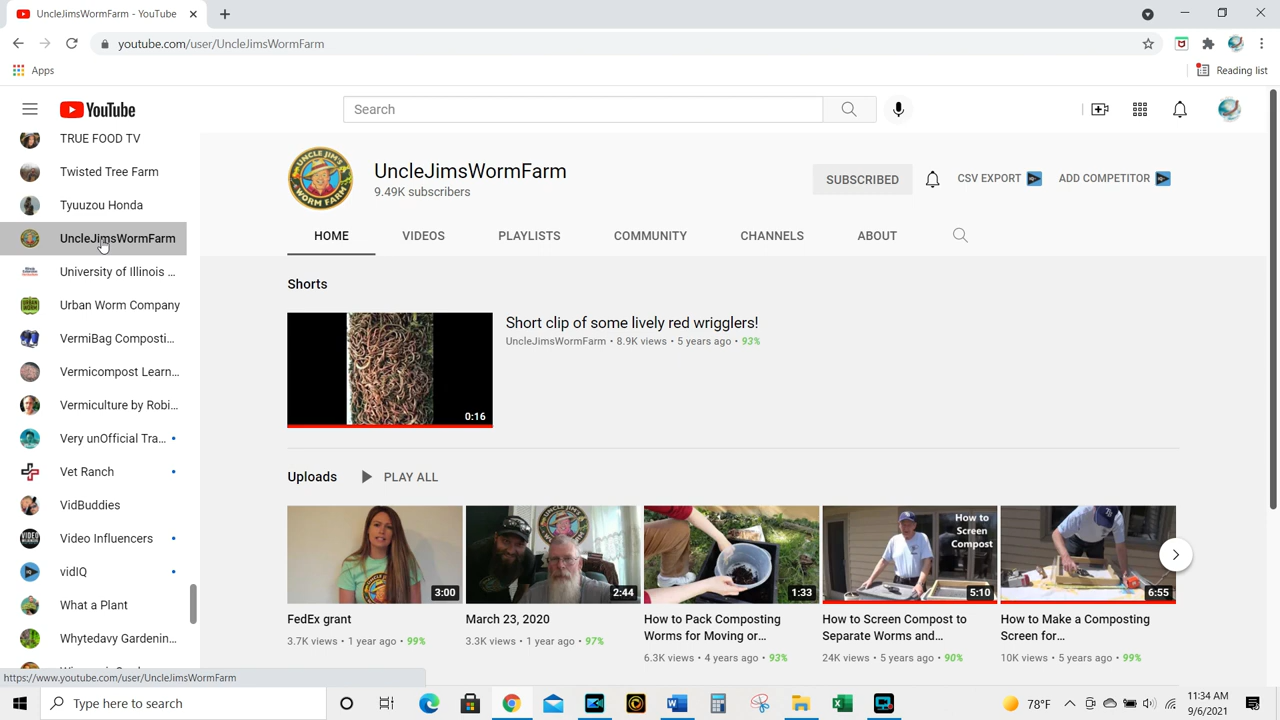 UncleJimsWormFarm - YouTube
youtube.com/user/UncleJimsWormFarm
Apps
Reading list
YouTube
Search
TRUE FOOD TV
Twisted Tree Farm
Tyuuzou Honda
UncleJimsWormFarm
University of Illinois ...
Urban Worm Company
VermiBag Composti...
Vermicompost Learn...
Vermiculture by Robi...
Very unOfficial Tra...
Vet Ranch
VidBuddies
Video Influencers
vidIQ
What a Plant
Whytedavy Gardenin...
UNCLE JIM'S
WORM FARM
UncleJimsWormFarm
9.49K subscribers
SUBSCRIBED
CSV EXPORT
ADD COMPETITOR
HOME VIDEOS PLAYLISTS COMMUNITY CHANNELS ABOUT
Shorts
0:16
Short clip of some lively red wrigglers!
UncleJimsWormFarm • 8.9K views • 5 years ago • 93%
Uploads PLAY ALL
3:00
FedEx grant
3.7K views • 1 year ago • 99%
2:44
March 23, 2020
3.3K views • 1 year ago • 97%
1:33
How to Pack Composting
Worms for Moving or...
6.3K views • 4 years ago • 93%
How to
Screen
Compost
5:10
How to Screen Compost to
Separate Worms and...
24K views • 5 years ago • 90%
6:55
How to Make a Composting
Screen for...
10K views • 5 years ago • 99%
https://www.youtube.com/user/UncleJimsWormFarm
Type here to search
78°F
11:34 AM
9/6/2021